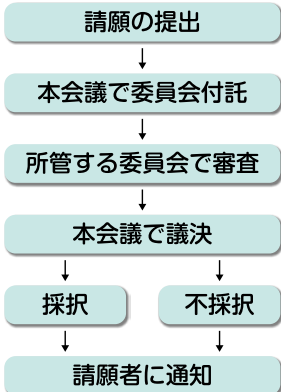 請願の提出
本会議で委員会付託
所管する委員会で審査
本会議で議決
採択
不採択
請願者に通知